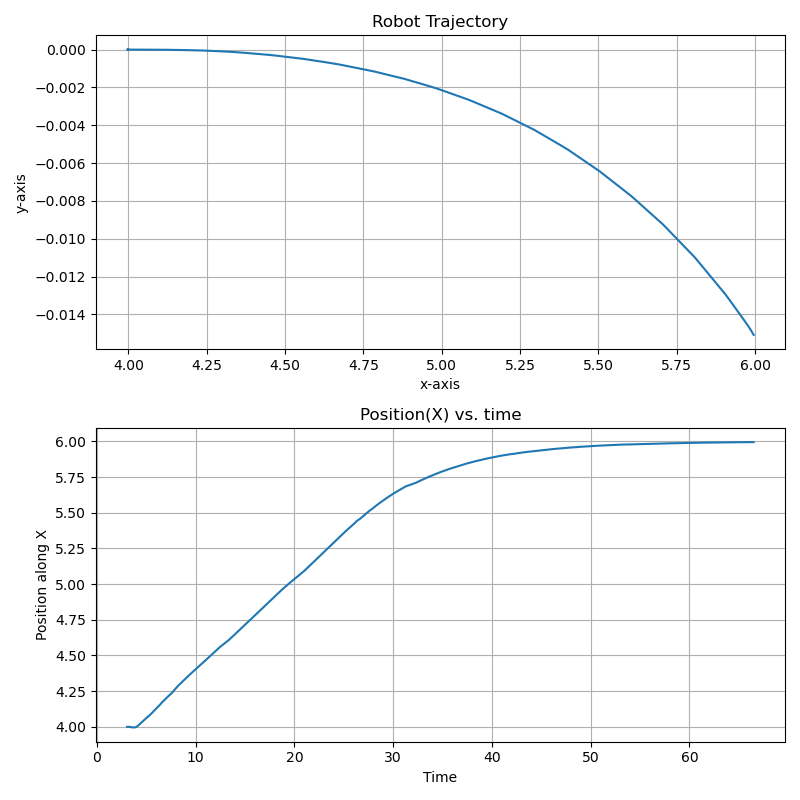 Robot Trajectory
0.000
−0.002
−0.004
−0.006
−0.008
−0.010
−0.012
−0.014
y-axis
4.00 4.25 4.50 4.75 5.00 5.25 5.50 5.75 6.00
x-axis
Position(X) vs. time
6.00
5.75
5.50
5.25
5.00
4.75
4.50
4.25
4.00
Position along X
0 10 20 30 40 50 60
Time